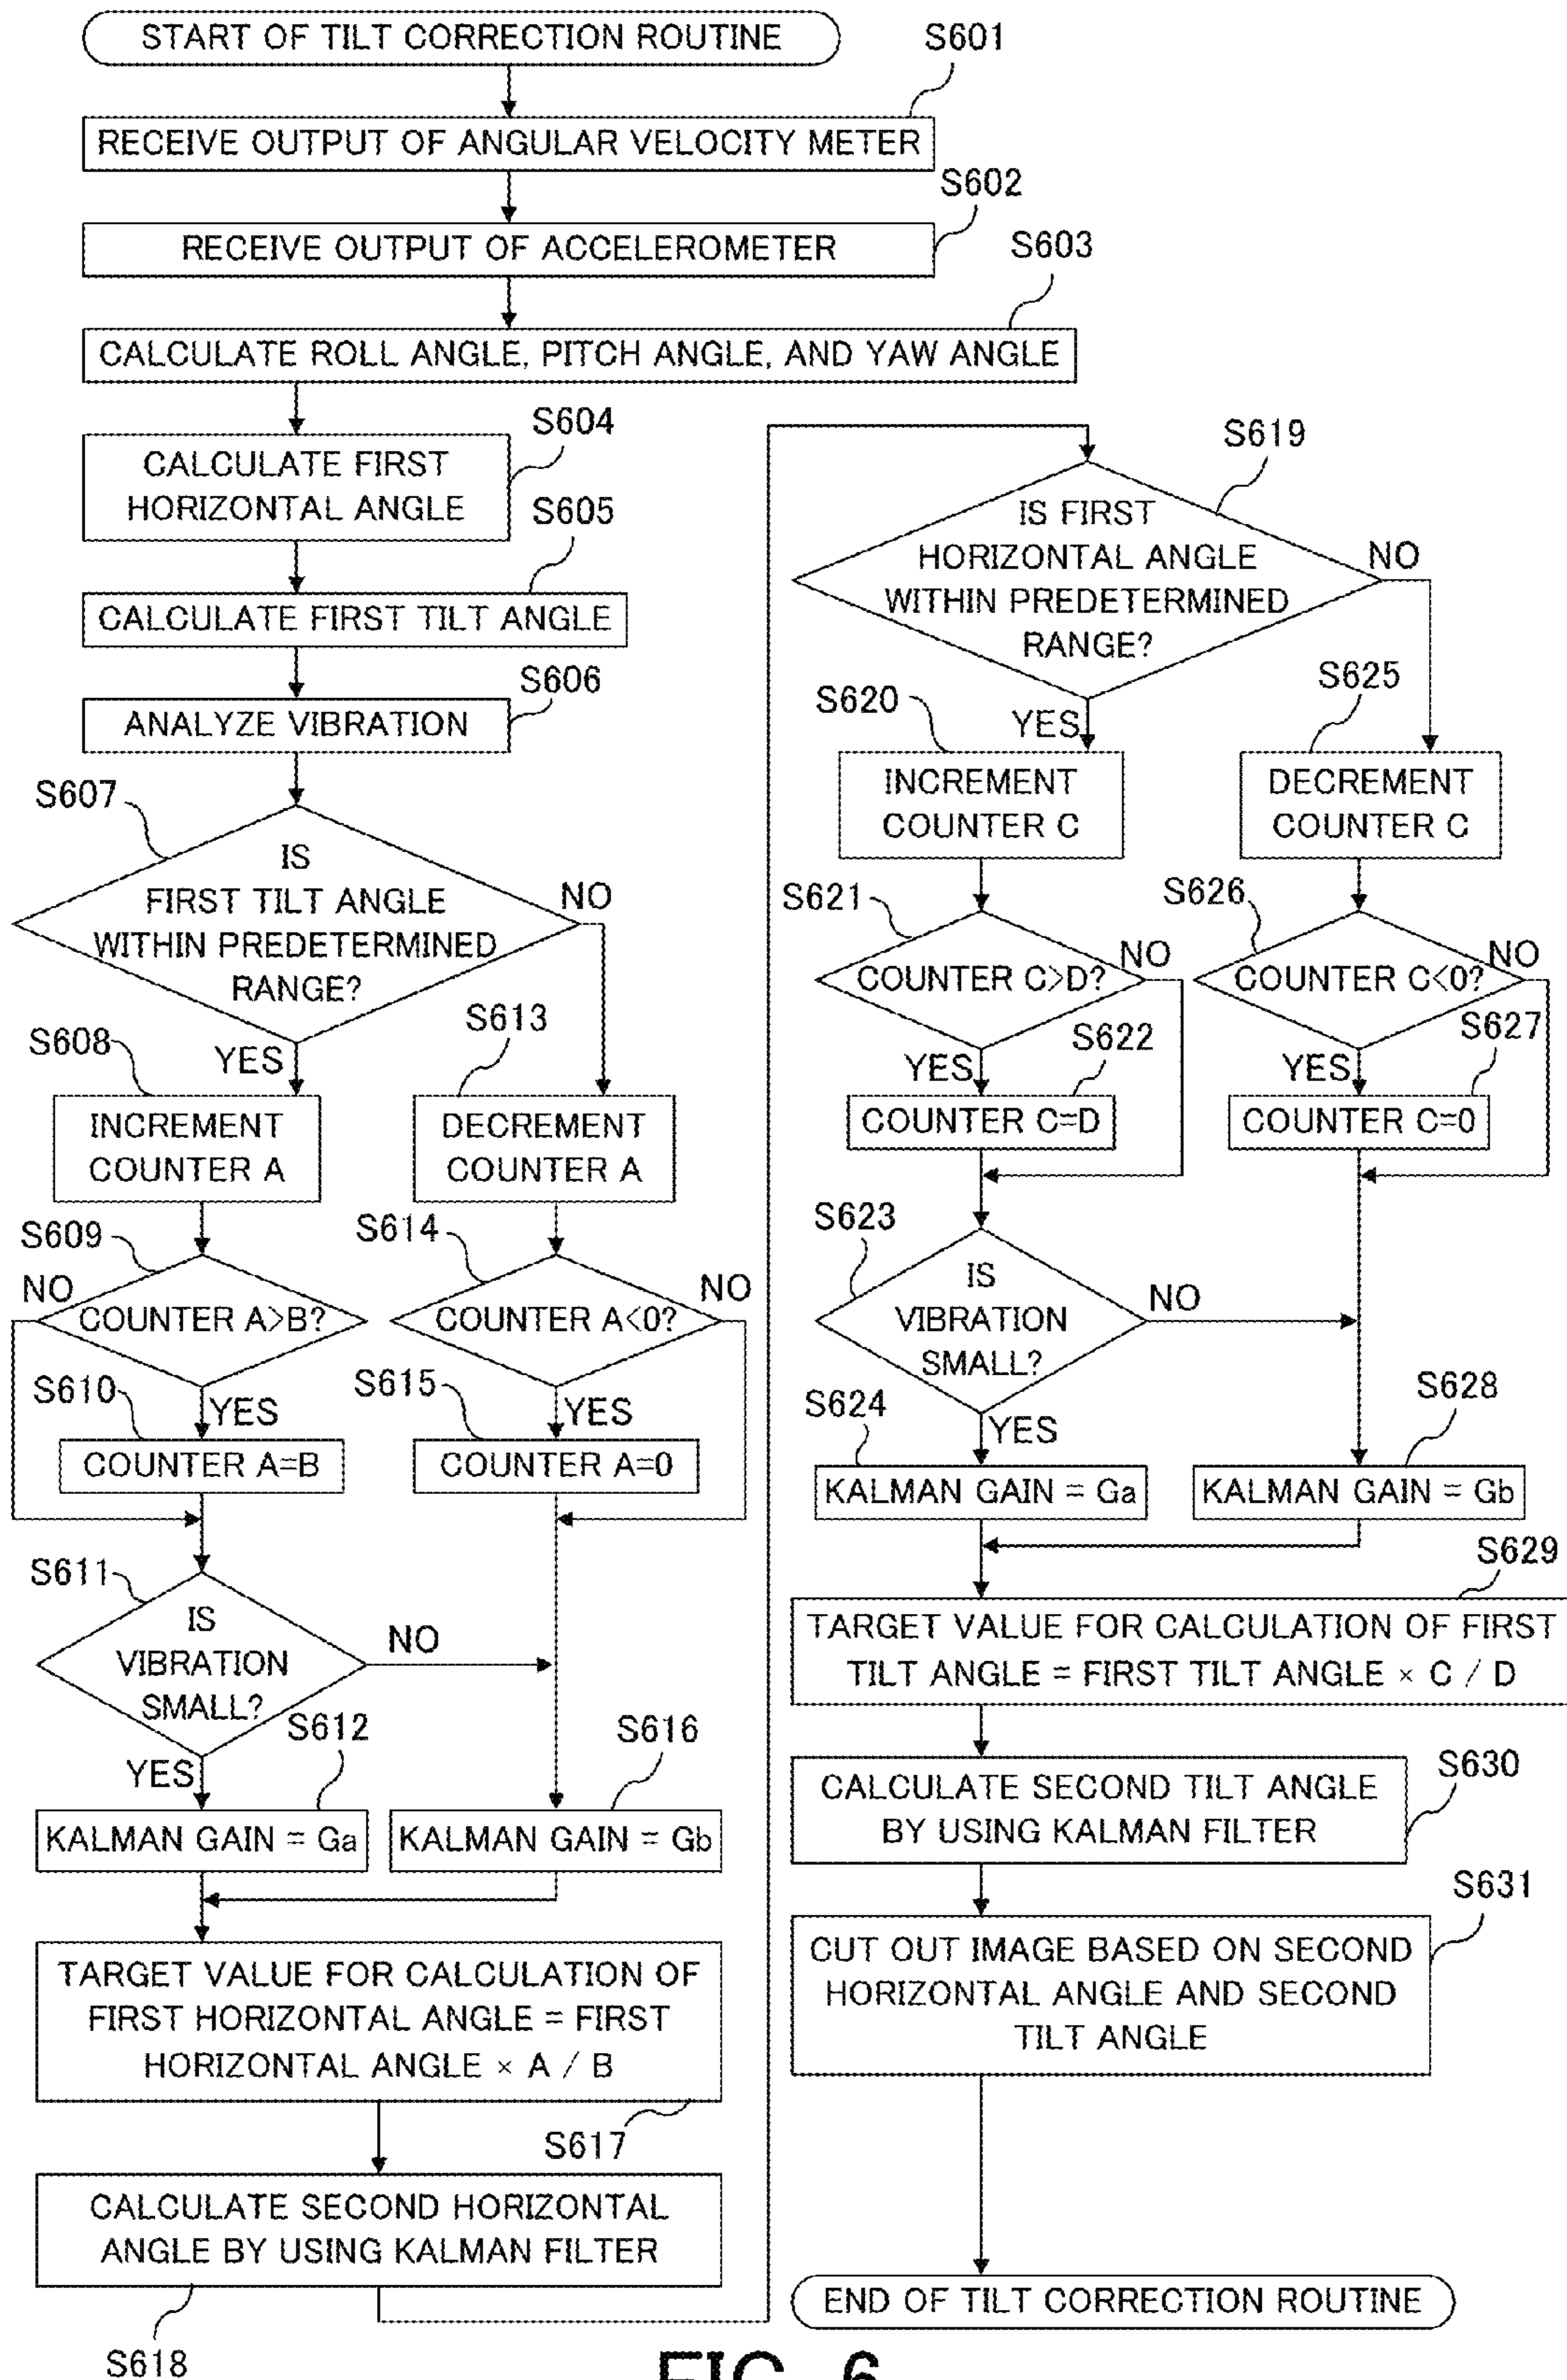 START OF TILT CORRECTION ROUTINE
S601
RECEIVE OUTPUT OF ANGULAR VELOCITY METER
S602
RECEIVE OUTPUT OF ACCELEROMETER
S603
CALCULATE ROLL ANGLE, PITCH ANGLE, AND YAW ANGLE
S604
CALCULATE FIRST
HORIZONTAL ANGLE
S605
CALCULATE FIRST TILT ANGLE
S606
ANALYZE VIBRATION
S607
IS
FIRST TILT ANGLE
WITHIN PREDETERMINED
RANGE?
NO
YES
S608
INCREMENT
COUNTER A
S613
DECREMENT
COUNTER A
S609
NO
COUNTER A>B?
S614
NO
COUNTER A<0?
S610
YES
COUNTER A=B
S615
YES
COUNTER A=0
S611
IS
VIBRATION
SMALL?
NO
YES
S612
KALMAN GAIN = Ga
S616
KALMAN GAIN = Gb
TARGET VALUE FOR CALCULATION OF
FIRST HORIZONTAL ANGLE = FIRST
HORIZONTAL ANGLE × A / B
S617
CALCULATE SECOND HORIZONTAL
ANGLE BY USING KALMAN FILTER
S618
S619
IS FIRST
HORIZONTAL ANGLE
WITHIN PREDETERMINED
RANGE?
NO
YES
S620
INCREMENT
COUNTER C
S625
DECREMENT
COUNTER C
S621
COUNTER C>D?
NO
S626
COUNTER C<0?
NO
YES
S622
COUNTER C=D
YES
S627
COUNTER C=0
S623
IS
VIBRATION
SMALL?
NO
S624
YES
KALMAN GAIN = Ga
S628
KALMAN GAIN = Gb
S629
TARGET VALUE FOR CALCULATION OF FIRST
TILT ANGLE = FIRST TILT ANGLE × C / D
S630
CALCULATE SECOND TILT ANGLE
BY USING KALMAN FILTER
S631
CUT OUT IMAGE BASED ON SECOND
HORIZONTAL ANGLE AND SECOND
TILT ANGLE
END OF TILT CORRECTION ROUTINE
FIG. 6